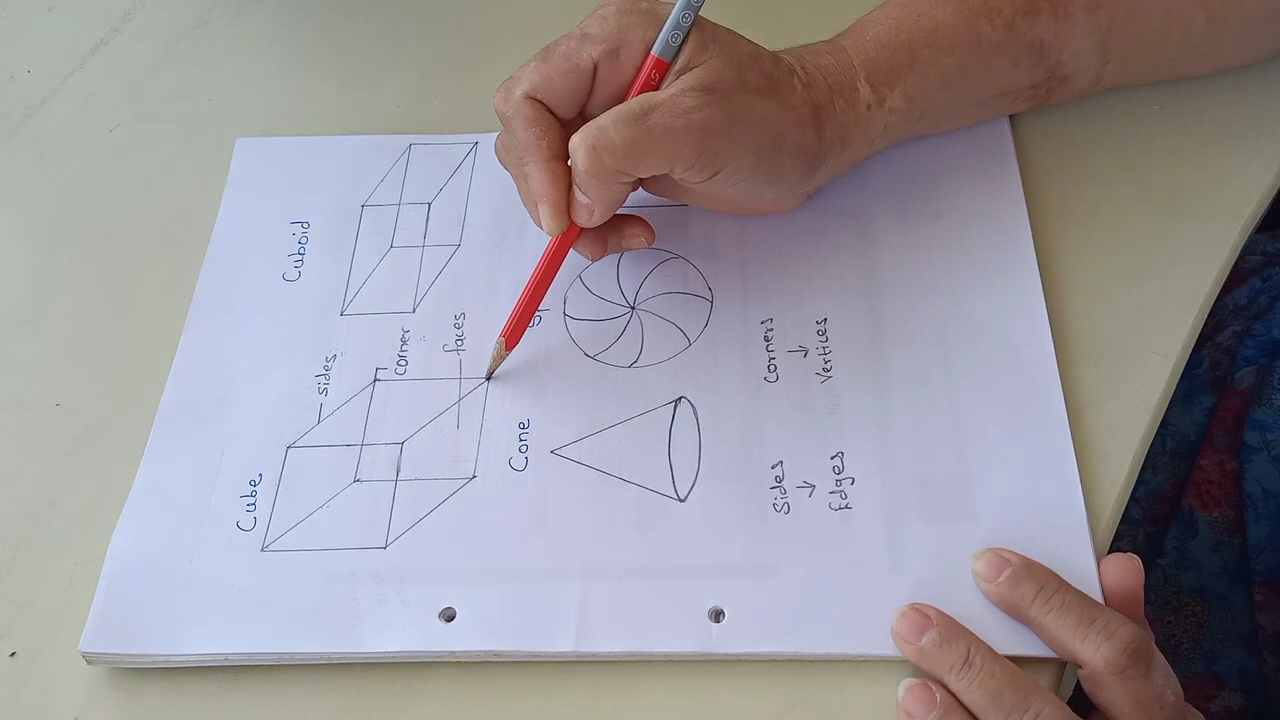 Cube
Cuboid
sides
corner
faces
Cone
Sides
↓
Edges
Corners
↓
Vertices